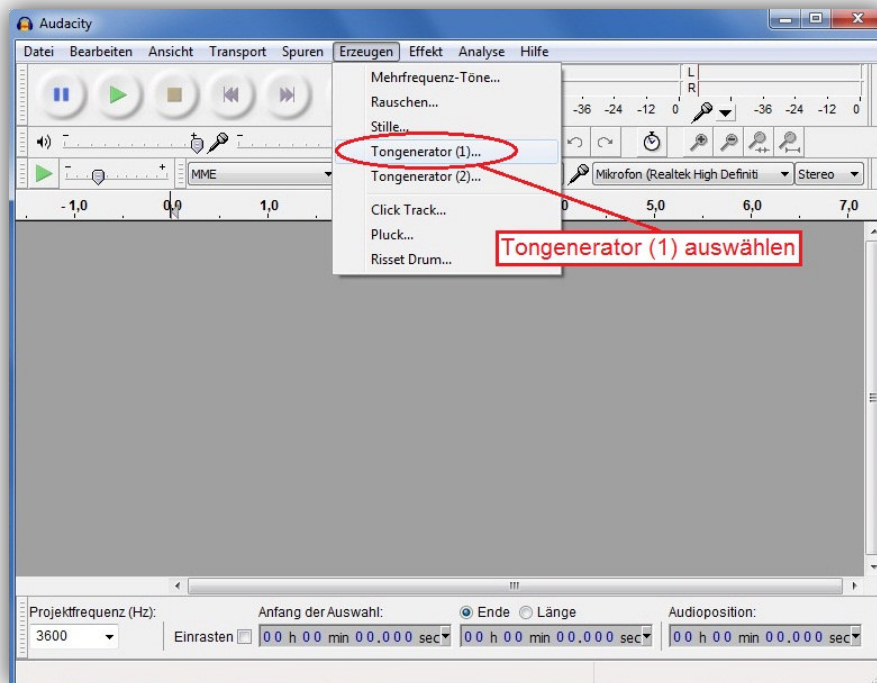 Audacity
Datei Bearbeiten Ansicht Transport Spuren Erzeugen Effekt Analyse Hilfe
Mehrfrequenz-Töne...
Rauschen...
Stille...
Tongenerator (1)...
Tongenerator (2)...
Click Track...
Pluck...
Risset Drum...
L
R
-36 -24 -12 0 -36 -24 -12 0
MME
Mikrofon (Realtek High Definiti Stereo
- 1,0 0,0 1,0 5,0 6,0 7,0
Tongenerator (1) auswählen
Projektfrequenz (Hz): Anfang der Auswahl: Ende Länge Audioposition:
3600 Einrasten 00 h 00 min 00.000 sec 00 h 00 min 00.000 sec 00 h 00 min 00.000 sec